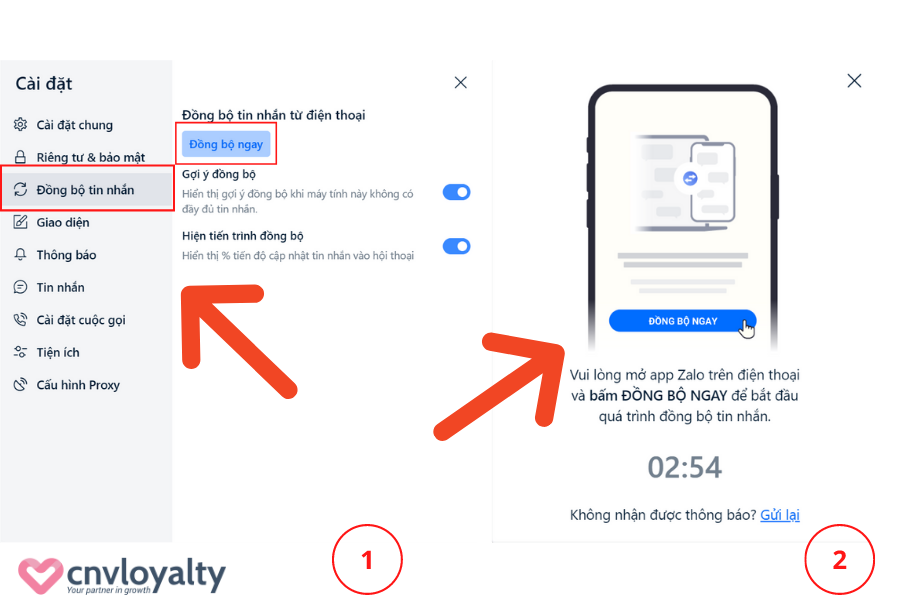 Cài đặt
Cài đặt chung
Riêng tư & bảo mật
Đồng bộ tin nhắn
Giao diện
Thông báo
Tin nhắn
Cài đặt cuộc gọi
Tiện ích
Cấu hình Proxy
Đồng bộ tin nhắn từ điện thoại
Đồng bộ ngay
Gợi ý đồng bộ
Hiển thị gợi ý đồng bộ khi máy tính này không có
đầy đủ tin nhắn.
Hiện tiến trình đồng bộ
Hiển thị % tiến độ cập nhật tin nhắn vào hội thoại
1
ĐỒNG BỘ NGAY
Vui lòng mở app Zalo trên điện thoại
và bấm ĐỒNG BỘ NGAY để bắt đầu
quá trình đồng bộ tin nhắn.
02:54
Không nhận được thông báo? Gửi lại
2
cnvloyalty
Your partner in growth